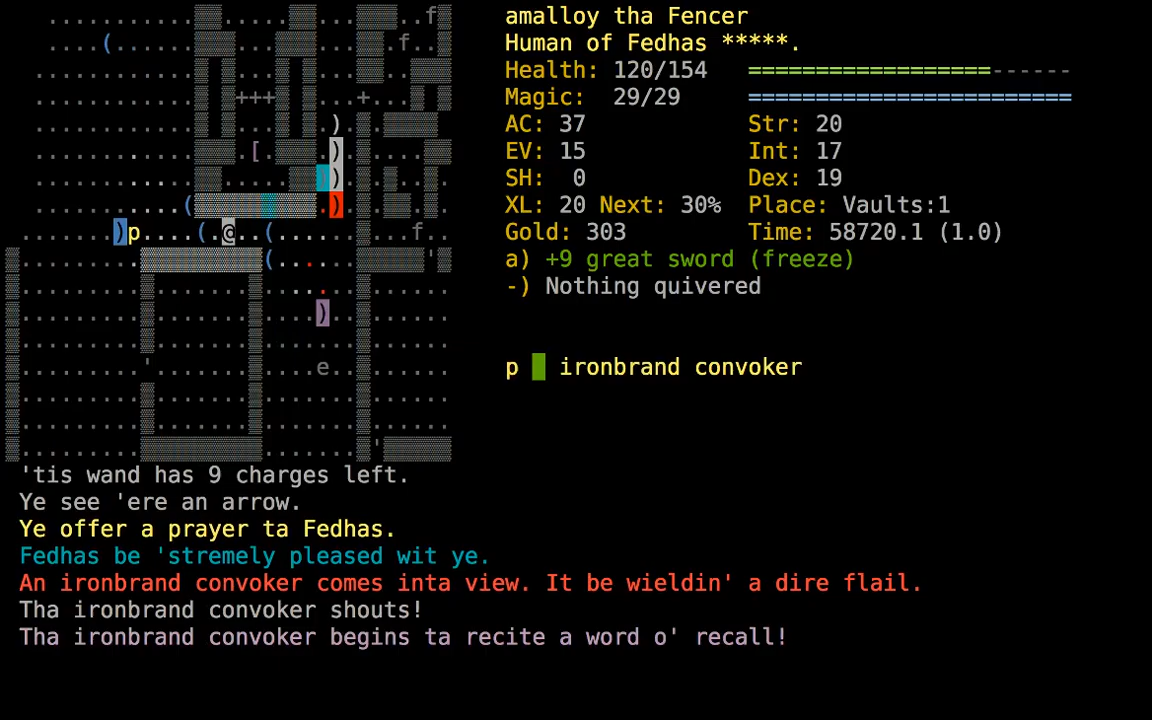 amalloy tha Fencer
Human of Fedhas *****.
Health: 120/154 ==================------
Magic:  29/29 ========================
AC: 37 Str: 20
EV: 15 Int: 17
SH:  0 Dex: 19
XL: 20 Next: 30% Place: Vaults:1
Gold: 303 Time: 58720.1 (1.0)
a) +9 great sword (freeze)
-) Nothing quivered
p ironbrand convoker
'tis wand has 9 charges left.
Ye see 'ere an arrow.
Ye offer a prayer ta Fedhas.
Fedhas be 'stremely pleased wit ye.
An ironbrand convoker comes inta view. It be wieldin' a dire flail.
Tha ironbrand convoker shouts!
Tha ironbrand convoker begins ta recite a word o' recall!